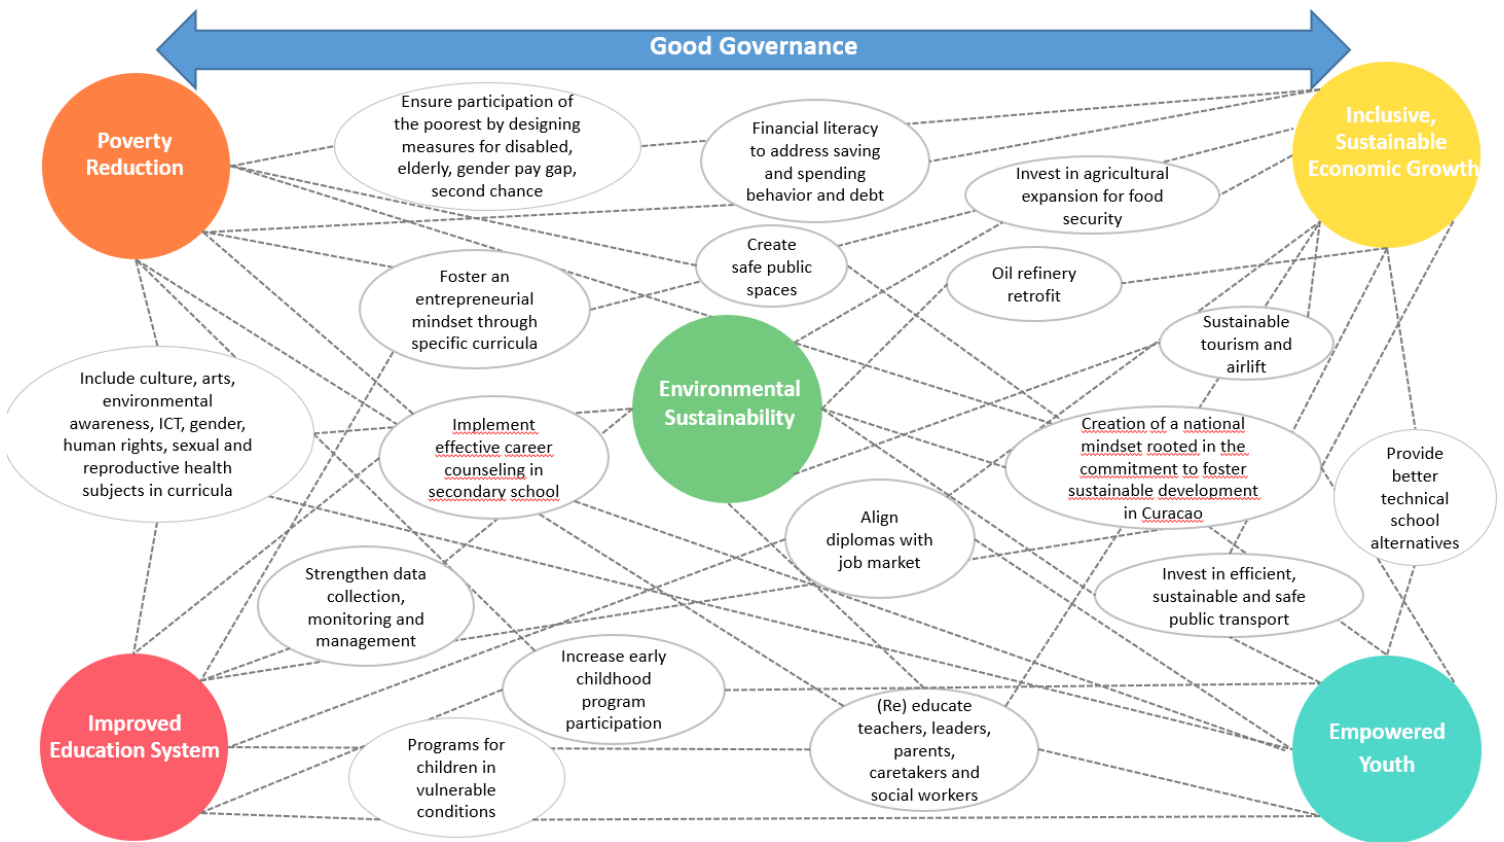 Good Governance
Poverty
Reduction
Ensure participation of
the poorest by designing
measures for disabled,
elderly, gender pay gap,
second chance
Financial literacy
to address saving
and spending
behavior and debt
Inclusive,
Sustainable
Economic Growth
Invest in agricultural
expansion for food
security
Create
safe public
spaces
Oil refinery
retrofit
Foster an
entrepreneurial
mindset through
specific curricula
Sustainable
tourism and
airlift
Environmental
Sustainability
Include culture, arts,
environmental
awareness, ICT, gender,
human rights, sexual and
reproductive health
subjects in curricula
Implement
effective career
counseling in
secondary school
Creation of a national
mindset rooted in the
commitment to foster
sustainable development
in Curacao
Provide
better
technical
school
alternatives
Align
diplomas with
job market
Strengthen data
collection,
monitoring and
management
Invest in efficient,
sustainable and safe
public transport
Increase early
childhood
program
participation
Improved
Education System
Programs for
children in
vulnerable
conditions
(Re) educate
teachers, leaders,
parents,
caretakers and
social workers
Empowered
Youth